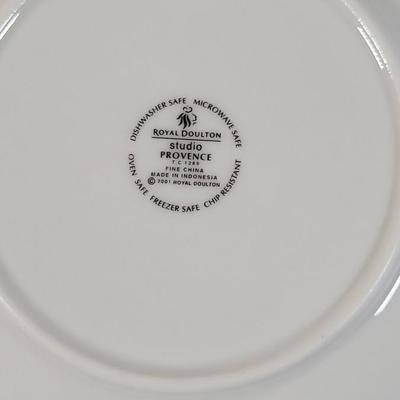 DISHWASHER SAFE MICROWAVE SAFE
ROYAL DOULTON
studio
PROVENCE
T.C.1289
FINE CHINA
MADE IN INDONESIA
© 2001 ROYAL DOULTON
OVEN SAFE FREEZER SAFE CHIP RESISTANT